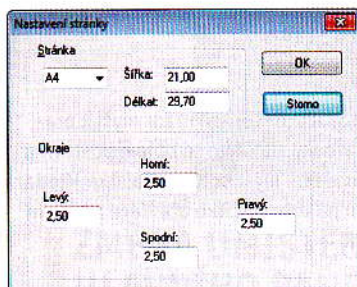 Nastavení stránky
Stránka
A4
Šířka: 21,00
Délkat: 29,70
OK
Storno
Okraje
Horní:
2,50
Levý:
2,50
Pravý:
2,50
Spodní:
2,50